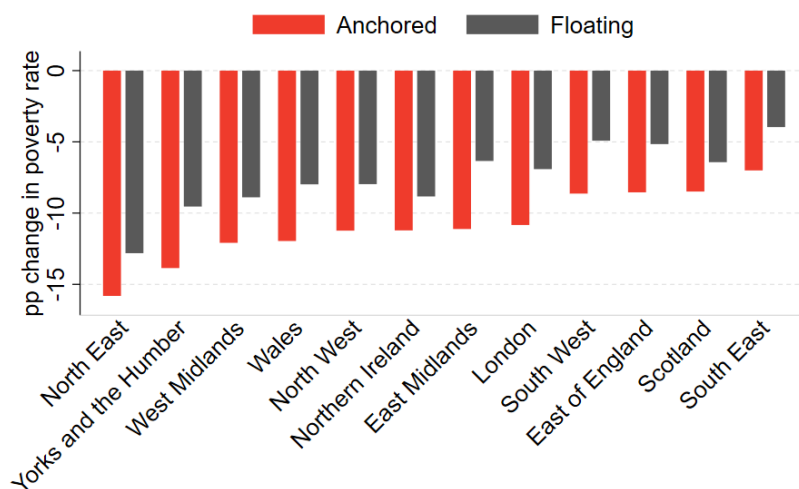 Anchored Floating
pp change in poverty rate
0
-5
-10
-15
North East
Yorks and the Humber
West Midlands
Wales
North West
Northern Ireland
East Midlands
London
South West
East of England
Scotland
South East